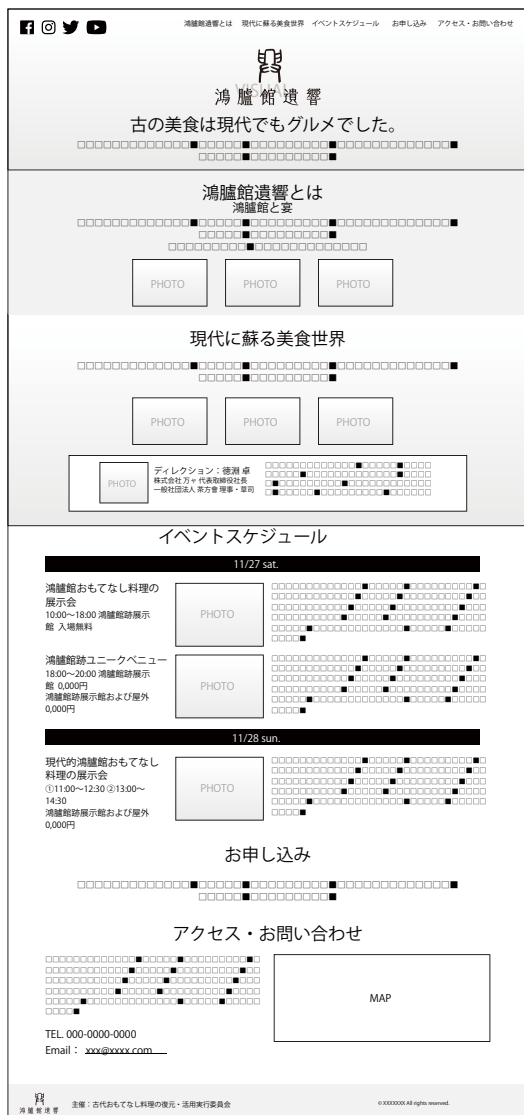 鴻臚館遺響とは 現代に蘇る美食世界 イベントスケジュール お申し込み アクセス・お問い合わせ
VISUAL
鴻臚館遺響
古の美食は現代でもグルメでした。
鴻臚館遺響とは
鴻臚館と宴
PHOTO PHOTO PHOTO
現代に蘇る美食世界
PHOTO PHOTO PHOTO
PHOTO
ディレクション：徳淵 卓
株式会社 万 ャ 代表取締役社長
一般社団法人 茶方會 理事・草司
イベントスケジュール
11/27 sat.
鴻臚館おもてなし料理の
展示会
10:00〜18:00 鴻臚館跡展示
館 入場無料
PHOTO
鴻臚館跡ユニークベニュー
18:00〜20:00 鴻臚館跡展示
館 0,000円
鴻臚館跡展示館および屋外
0,000円
PHOTO
11/28 sun.
現代的鴻臚館おもてなし
料理の展示会
①11:00〜12:30 ②13:00〜
14:30
鴻臚館跡展示館および屋外
0,000円
PHOTO
お申し込み
アクセス・お問い合わせ
MAP
TEL. 000-0000-0000
Email： xxx@xxxx.com
鴻臚館遺響
主催：古代おもてなし料理の復元・活用実行委員会
© XXXXXXX All rights reserved.